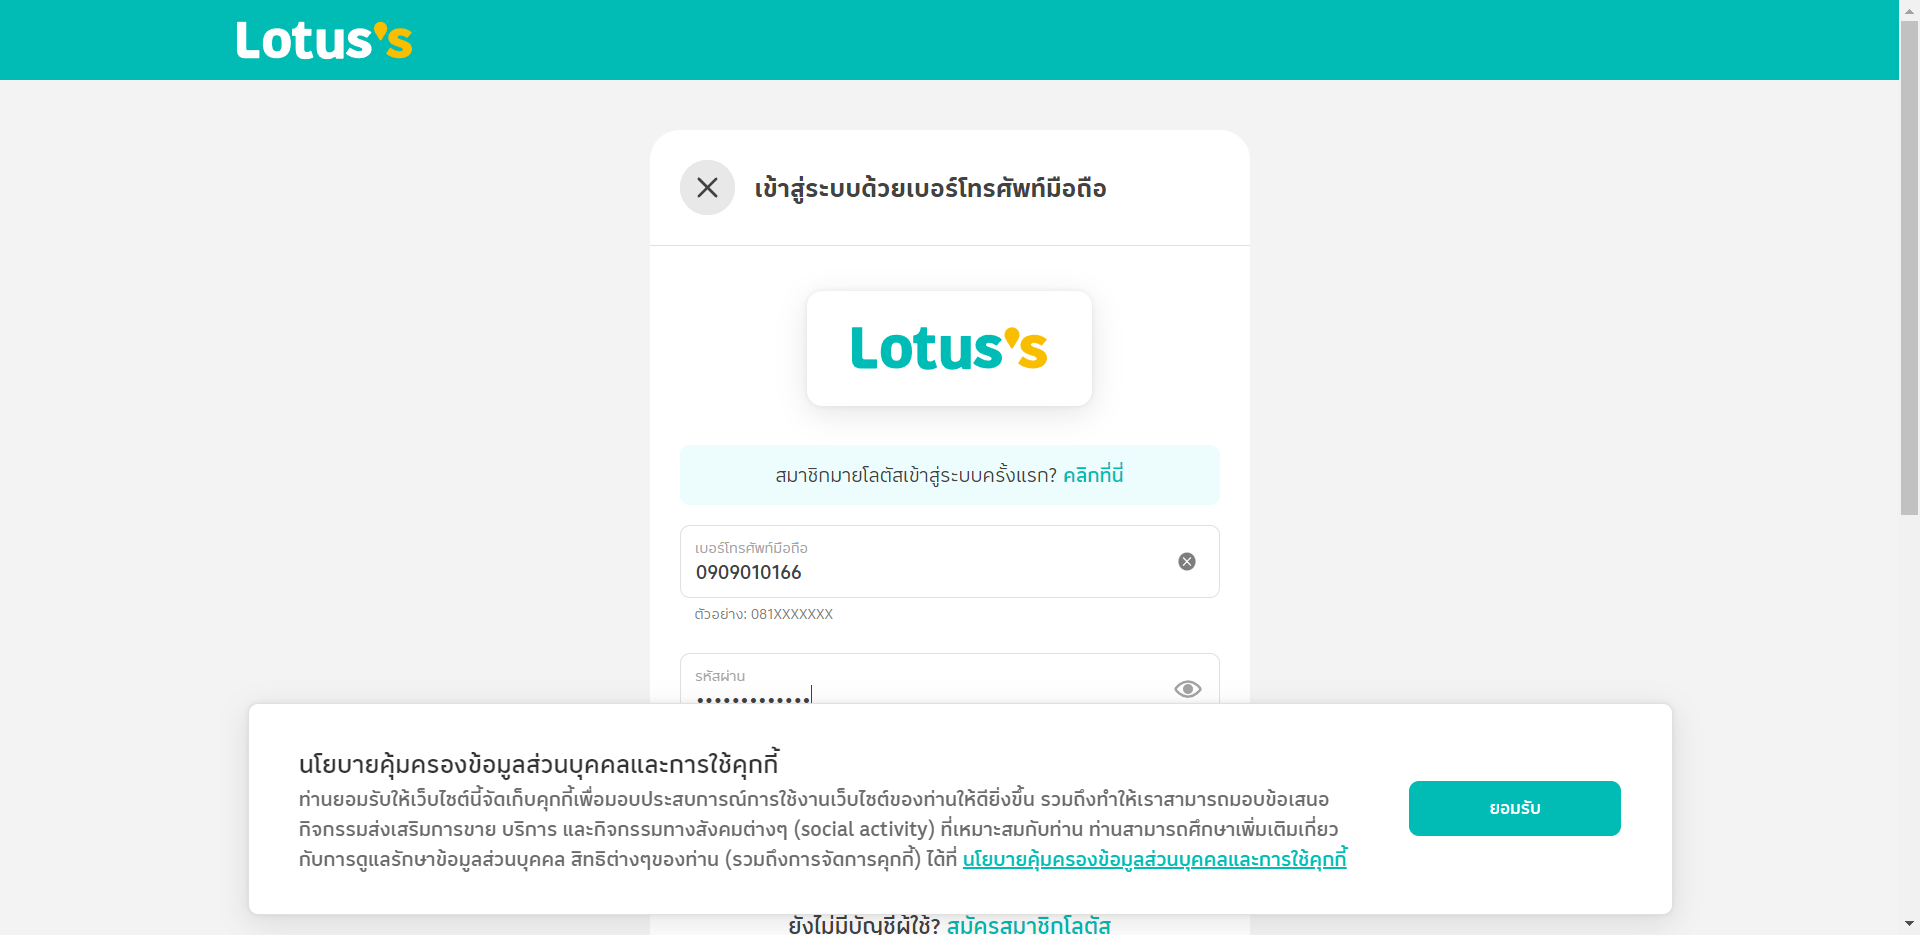 Lotus's
เข้าสู่ระบบด้วยเบอร์โทรศัพท์มือถือ
Lotus's
สมาชิกมายโลตัสเข้าสู่ระบบครั้งแรก? คลิกที่นี่
เบอร์โทรศัพท์มือถือ
0909010166
ตัวอย่าง: 081XXXXXXX
รหัสผ่าน
•••••••••••••
นโยบายคุ้มครองข้อมูลส่วนบุคคลและการใช้คุกกี้
ท่านยอมรับให้เว็บไซต์นี้จัดเก็บคุกกี้เพื่อมอบประสบการณ์การใช้งานเว็บไซต์ของท่านให้ดียิ่งขึ้น รวมถึงทำให้เราสามารถมอบข้อเสนอ
กิจกรรมส่งเสริมการขาย บริการ และกิจกรรมทางสังคมต่างๆ (social activity) ที่เหมาะสมกับท่าน ท่านสามารถศึกษาเพิ่มเติมเกี่ยว
กับการดูแลรักษาข้อมูลส่วนบุคคล สิทธิต่างๆของท่าน (รวมถึงการจัดการคุกกี้) ได้ที่ นโยบายคุ้มครองข้อมูลส่วนบุคคลและการใช้คุกกี้
ยอมรับ
ยังไม่มีบัญชีผู้ใช้? สมัครสมาชิกโลตัส